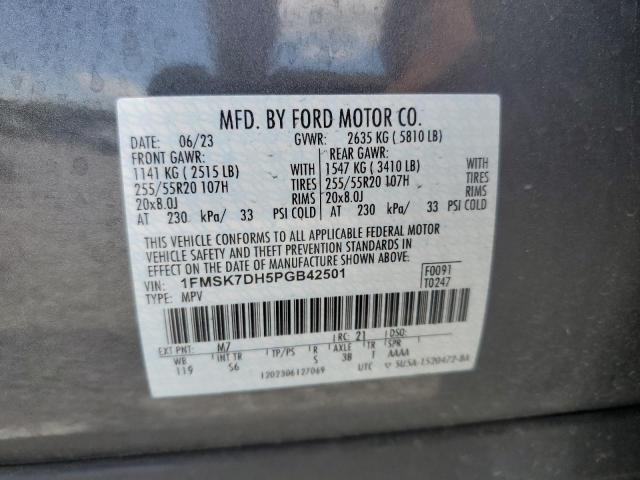 MFD. BY FORD MOTOR CO.
DATE: 06/23 GVWR: 2635 KG ( 5810 LB)
FRONT GAWR: REAR GAWR:
1141 KG ( 2515 LB) WITH 1547 KG ( 3410 LB) WITH
255/55R20 107H TIRES 255/55R20 107H TIRES
20x8.0J RIMS 20x8.0J RIMS
AT 230 kPa/ 33 PSI COLD AT 230 kPa/ 33 PSI COLD
THIS VEHICLE CONFORMS TO ALL APPLICABLE FEDERAL MOTOR
VEHICLE SAFETY AND THEFT PREVENTION STANDARDS IN
EFFECT ON THE DATE OF MANUFACTURE SHOWN ABOVE.
VIN: 1FMSK7DH5PGB42501 F0091
TYPE: MPV T0247
EXT PNT: M7 RC: 21 DSO:
WB INT TR TP/PS R AXLE TR SPR
119 S6 5 3B T AAAA
1202306127069 UTC ▽ 5U5A-1520472-BA